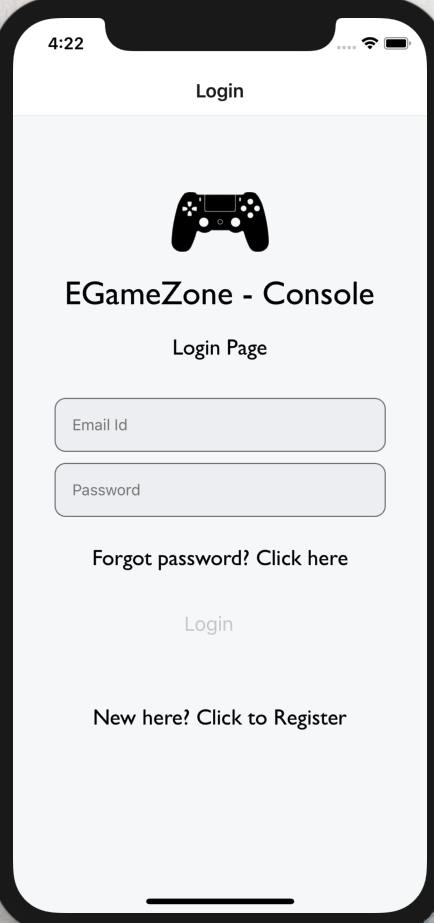 4:22
Login
EGameZone - Console
Login Page
Email Id
Password
Forgot password? Click here
Login
New here? Click to Register